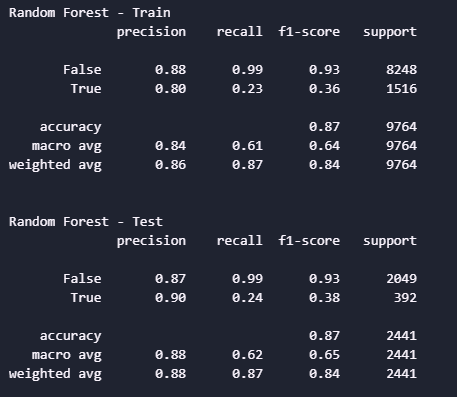 Random Forest - Train
precision recall f1-score support
False 0.88 0.99 0.93 8248
True 0.80 0.23 0.36 1516
accuracy 0.87 9764
macro avg 0.84 0.61 0.64 9764
weighted avg 0.86 0.87 0.84 9764
Random Forest - Test
precision recall f1-score support
False 0.87 0.99 0.93 2049
True 0.90 0.24 0.38 392
accuracy 0.87 2441
macro avg 0.88 0.62 0.65 2441
weighted avg 0.88 0.87 0.84 2441